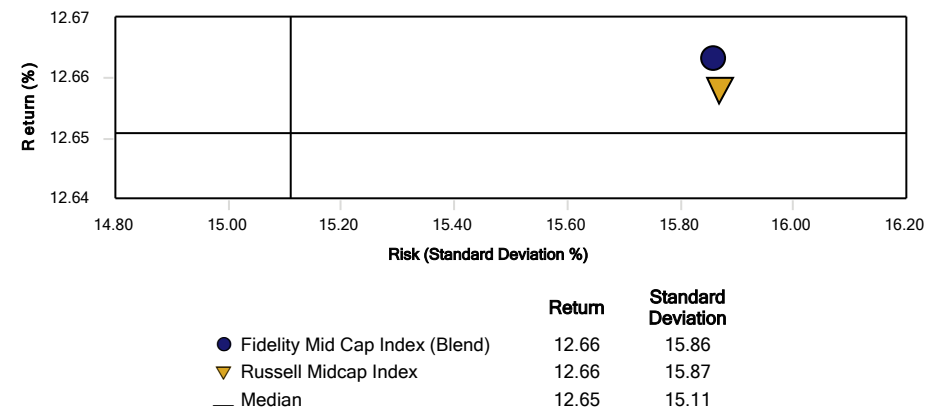 12.67
12.66
12.65
12.64
Return (%)
14.80 15.00 15.20 15.40 15.60 15.80 16.00 16.20
Risk (Standard Deviation %)
Return Standard Deviation
Fidelity Mid Cap Index (Blend) 12.66 15.86
Russell Midcap Index 12.66 15.87
Median 12.65 15.11